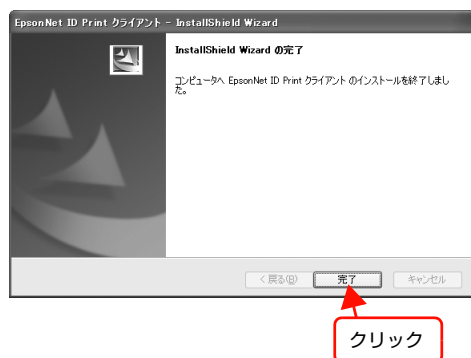 EpsonNet ID Print クライアント - InstallShield Wizard
InstallShield Wizard の完了
コンピュータへ EpsonNet ID Print クライアント のインストールを終了しまし
た。
< 戻る(B)
完了
キャンセル
クリック